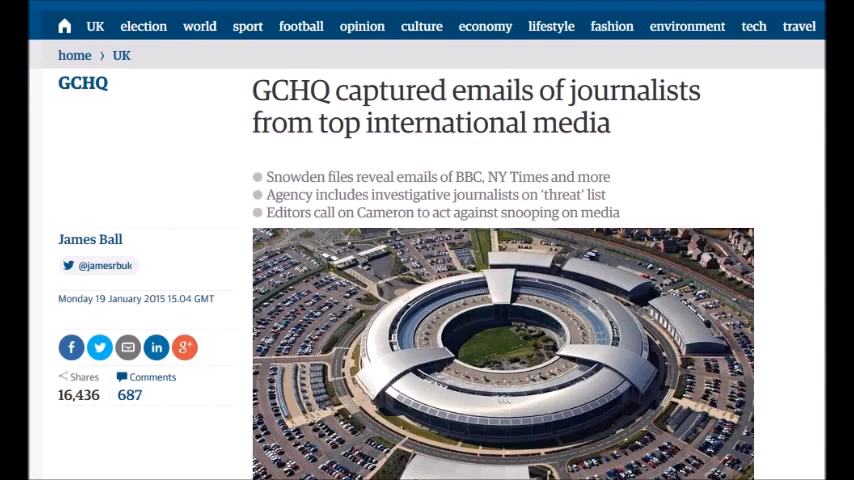 UK election world sport football opinion culture economy lifestyle fashion environment tech travel
home › UK
GCHQ
GCHQ captured emails of journalists
from top international media
Snowden files reveal emails of BBC, NY Times and more
Agency includes investigative journalists on 'threat' list
Editors call on Cameron to act against snooping on media
James Ball
@jamesrbuk
Monday 19 January 2015 15.04 GMT
f in g+
Shares Comments
16,436 687